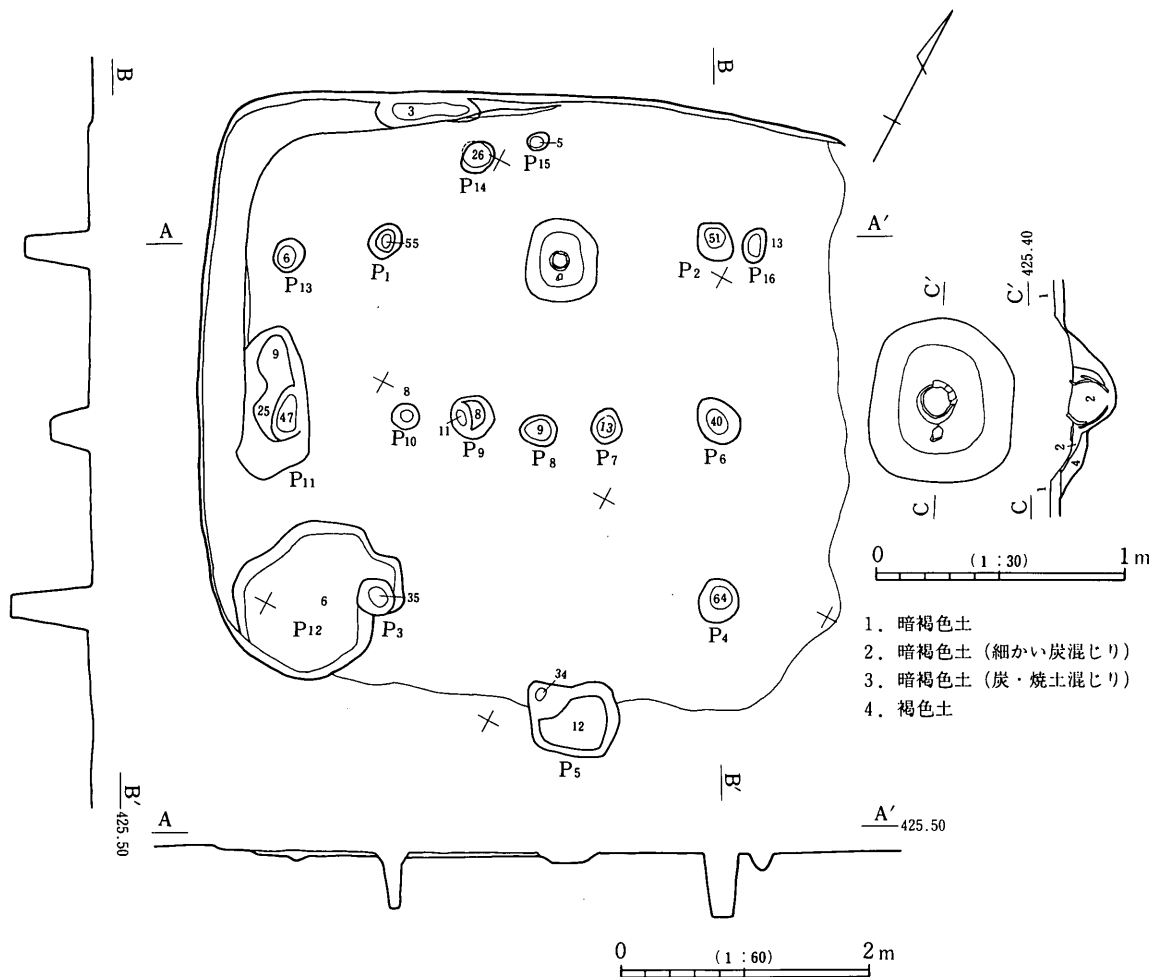 B
B
3
26
5
P15
P14
A
A'
55
51
13
6
P1
P2
P16
P13
425.40
C'
C'
1
9
8
25
47
11
8
9
13
40
2
P10
P9
P8
P7
P6
P11
2
4
1
C
C
0
(1:30)
1m
6
35
64
P12
P3
P4
1. 暗褐色土
2. 暗褐色土 (細かい炭混じり)
3. 暗褐色土 (炭・焼土混じり)
4. 褐色土
34
12
P5
B'
425.50
B'
A
A'
425.50
0
(1:60)
2m